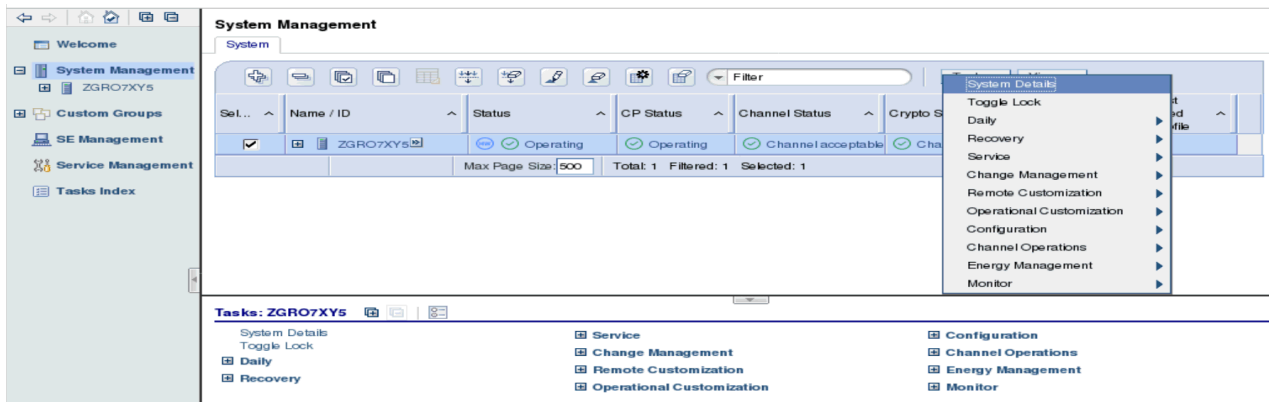 System Management
Welcome
System Management
ZGRO7XY5
Custom Groups
SE Management
Service Management
Tasks Index
System
Filter
Sel... Name / ID Status CP Status Channel Status Crypto S
ZGRO7XY5 Operating Operating Channel acceptable Cha
Max Page Size: 500 Total: 1 Filtered: 1 Selected: 1
System Details
Toggle Lock
Daily
Recovery
Service
Change Management
Remote Customization
Operational Customization
Configuration
Channel Operations
Energy Management
Monitor
Tasks: ZGRO7XY5
System Details
Toggle Lock
Daily
Recovery
Service
Change Management
Remote Customization
Operational Customization
Configuration
Channel Operations
Energy Management
Monitor